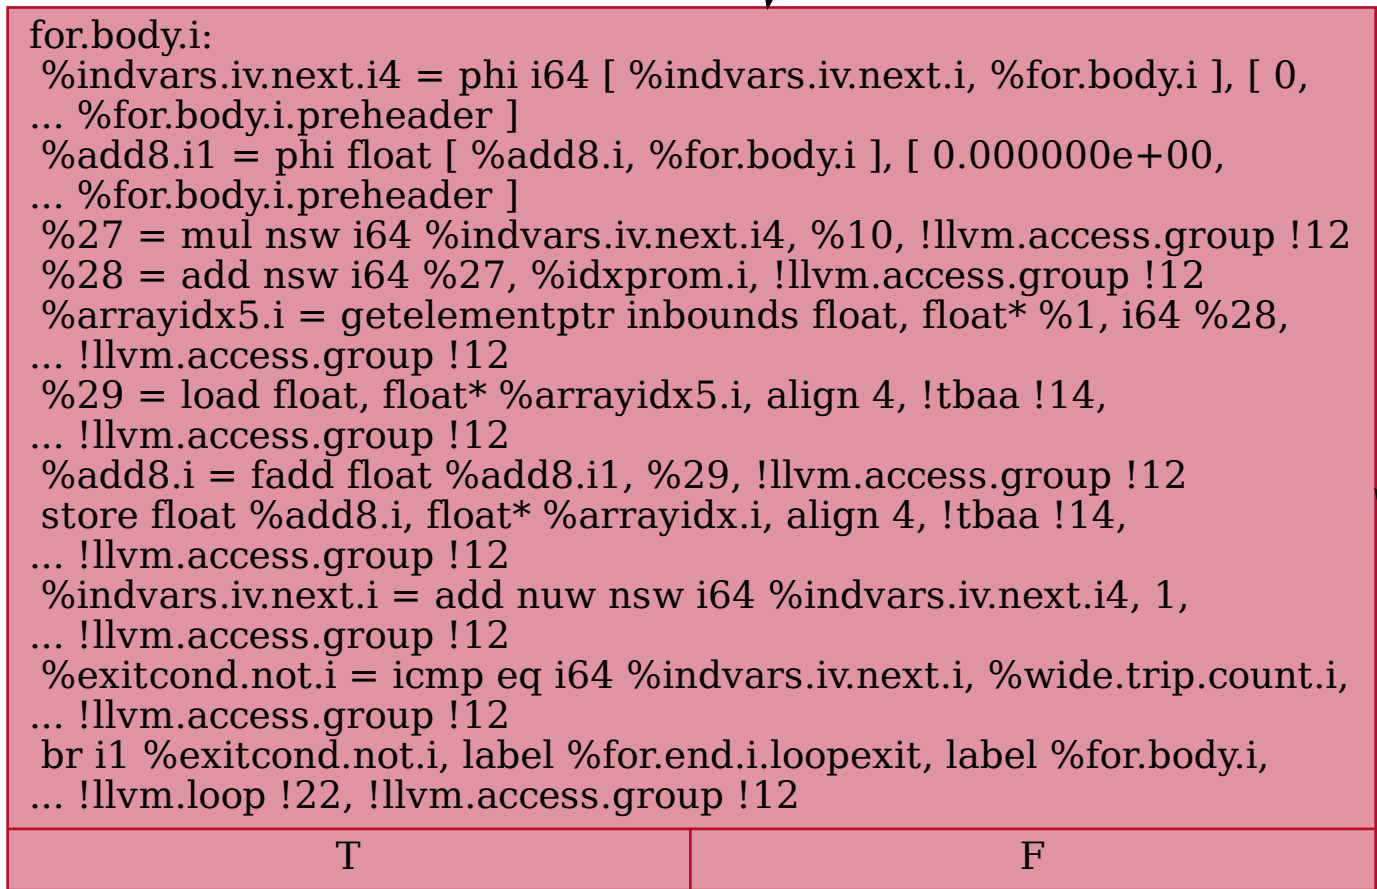 for.body.i:
%indvars.iv.next.i4 = phi i64 [ %indvars.iv.next.i, %for.body.i ], [ 0,
... %for.body.i.preheader ]
%add8.i1 = phi float [ %add8.i, %for.body.i ], [ 0.000000e+00,
... %for.body.i.preheader ]
%27 = mul nsw i64 %indvars.iv.next.i4, %10, !llvm.access.group !12
%28 = add nsw i64 %27, %idxprom.i, !llvm.access.group !12
%arrayidx5.i = getelementptr inbounds float, float* %1, i64 %28,
... !llvm.access.group !12
%29 = load float, float* %arrayidx5.i, align 4, !tbaa !14,
... !llvm.access.group !12
%add8.i = fadd float %add8.i1, %29, !llvm.access.group !12
store float %add8.i, float* %arrayidx.i, align 4, !tbaa !14,
... !llvm.access.group !12
%indvars.iv.next.i = add nuw nsw i64 %indvars.iv.next.i4, 1,
... !llvm.access.group !12
%exitcond.not.i = icmp eq i64 %indvars.iv.next.i, %wide.trip.count.i,
... !llvm.access.group !12
br i1 %exitcond.not.i, label %for.end.i.loopexit, label %for.body.i,
... !llvm.loop !22, !llvm.access.group !12
T
F